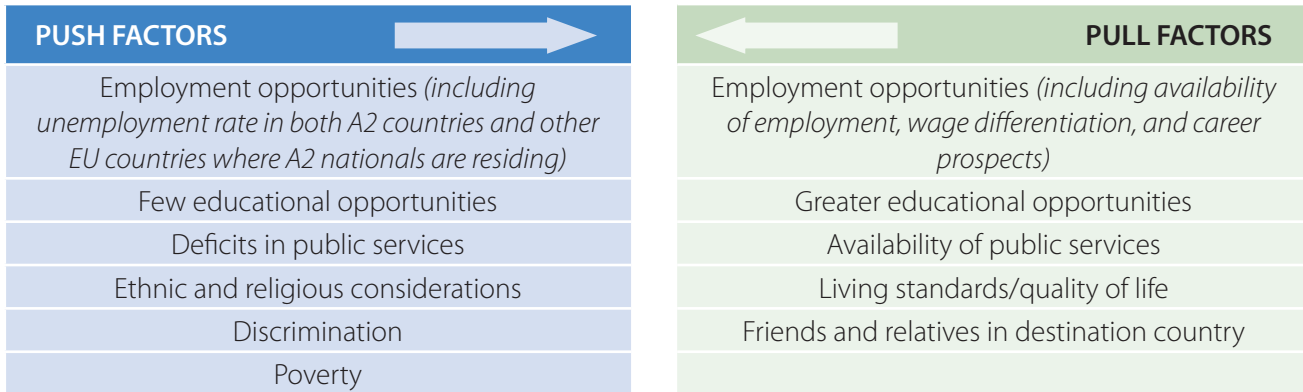 PUSH FACTORS
Employment opportunities (including
unemployment rate in both A2 countries and other
EU countries where A2 nationals are residing)
Few educational opportunities
Deficits in public services
Ethnic and religious considerations
Discrimination
Poverty
PULL FACTORS
Employment opportunities (including availability
of employment, wage differentiation, and career
prospects)
Greater educational opportunities
Availability of public services
Living standards/quality of life
Friends and relatives in destination country